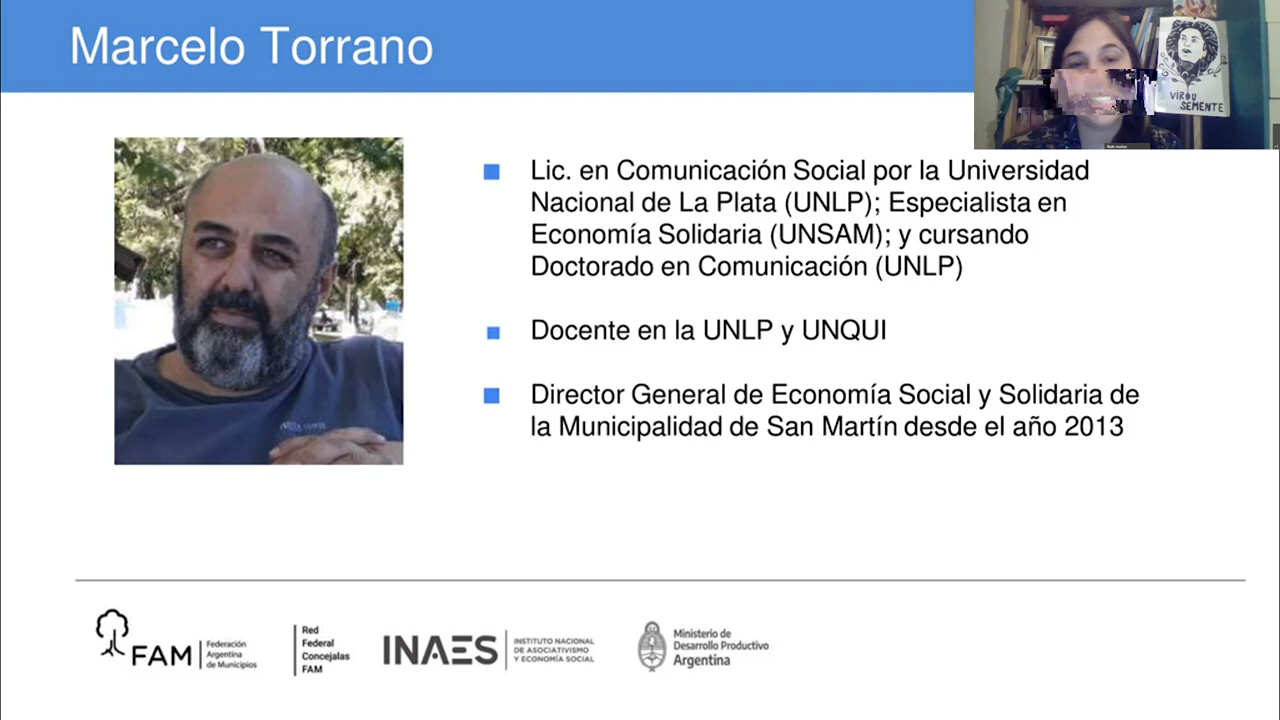 Marcelo Torrano
VIROU
SEMENTE
Lic. en Comunicación Social por la Universidad
Nacional de La Plata (UNLP); Especialista en
Economía Solidaria (UNSAM); y cursando
Doctorado en Comunicación (UNLP)
Docente en la UNLP y UNQUI
Director General de Economía Social y Solidaria de
la Municipalidad de San Martín desde el año 2013
FAM
Federación
Argentina
de Municipios
Red
Federal
Concejalas
FAM
INAES
INSTITUTO NACIONAL
DE ASOCIATIVISMO
Y ECONOMÍA SOCIAL
Ministerio de
Desarrollo Productivo
Argentina